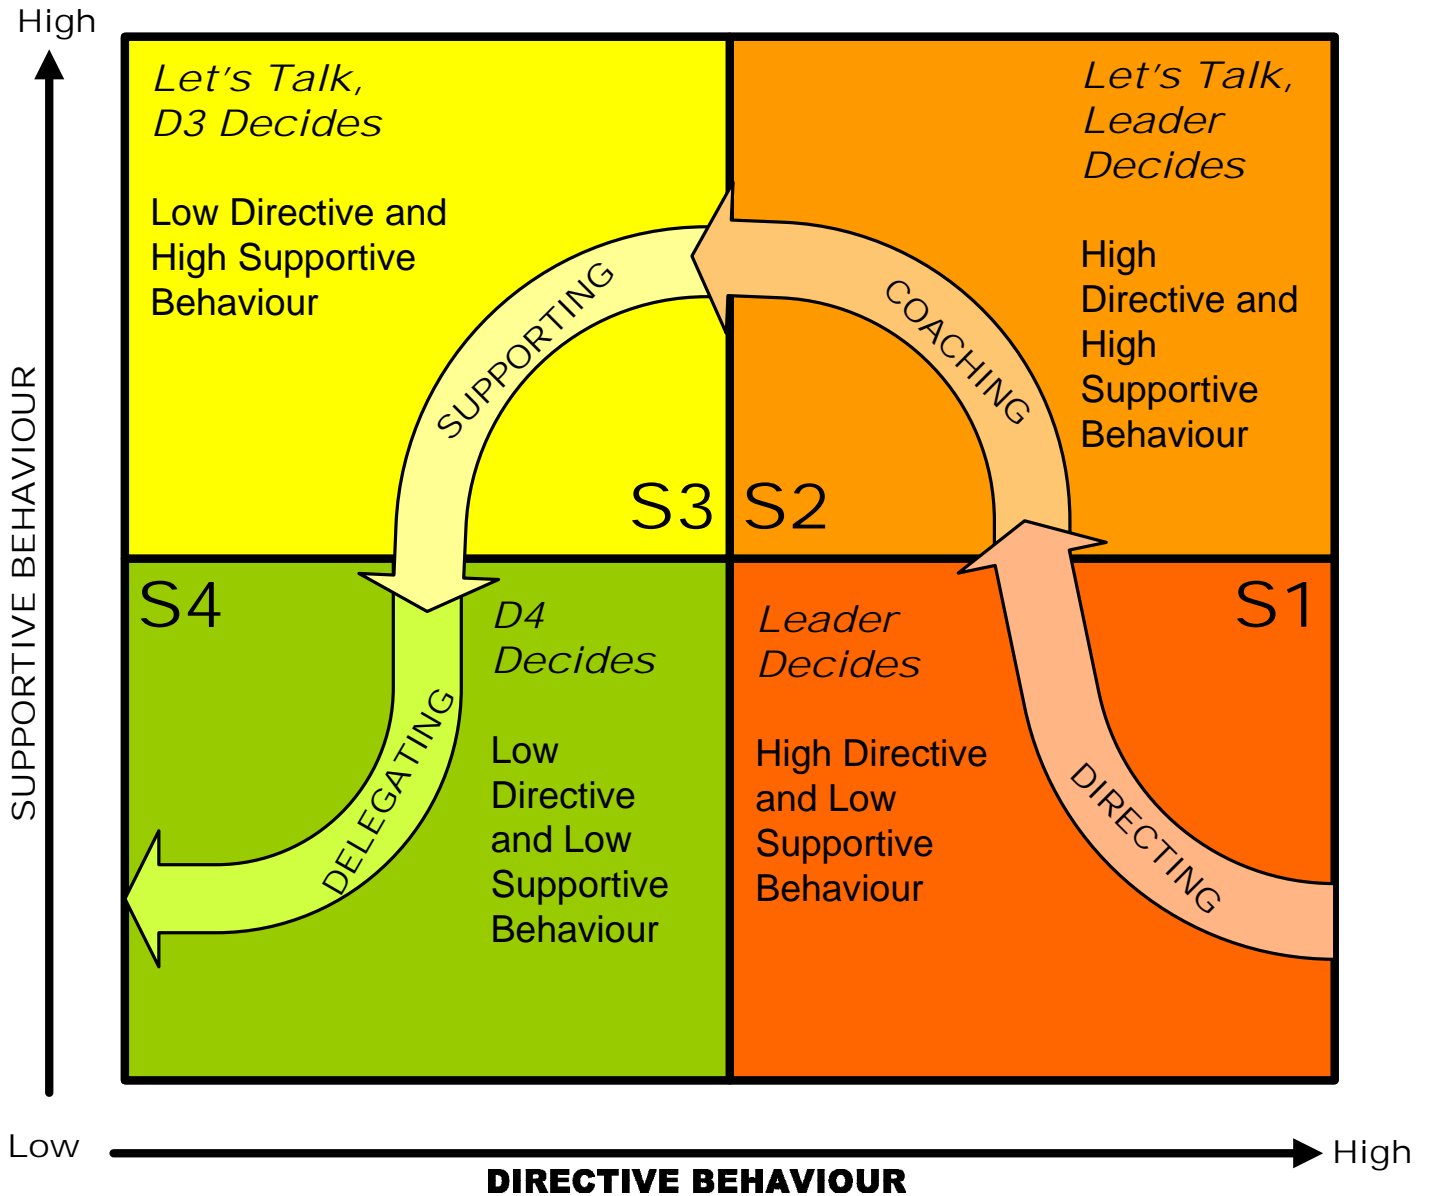 High
SUPPORTIVE BEHAVIOUR
Let's Talk,
D3 Decides
Low Directive and
High Supportive
Behaviour
SUPPORTING
S3
Let's Talk,
Leader
Decides
High
Directive and
High
Supportive
Behaviour
COACHING
S2
S4
D4
Decides
Low
Directive
and Low
Supportive
Behaviour
DELEGATING
S1
Leader
Decides
High Directive
and Low
Supportive
Behaviour
DIRECTING
Low
High
DIRECTIVE BEHAVIOUR